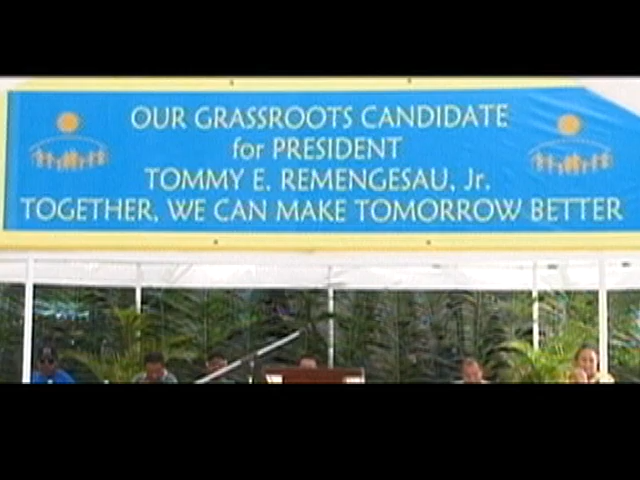 OUR GRASSROOTS CANDIDATE
for PRESIDENT
TOMMY E. REMENGESAU, Jr.
TOGETHER, WE CAN MAKE TOMORROW BETTER